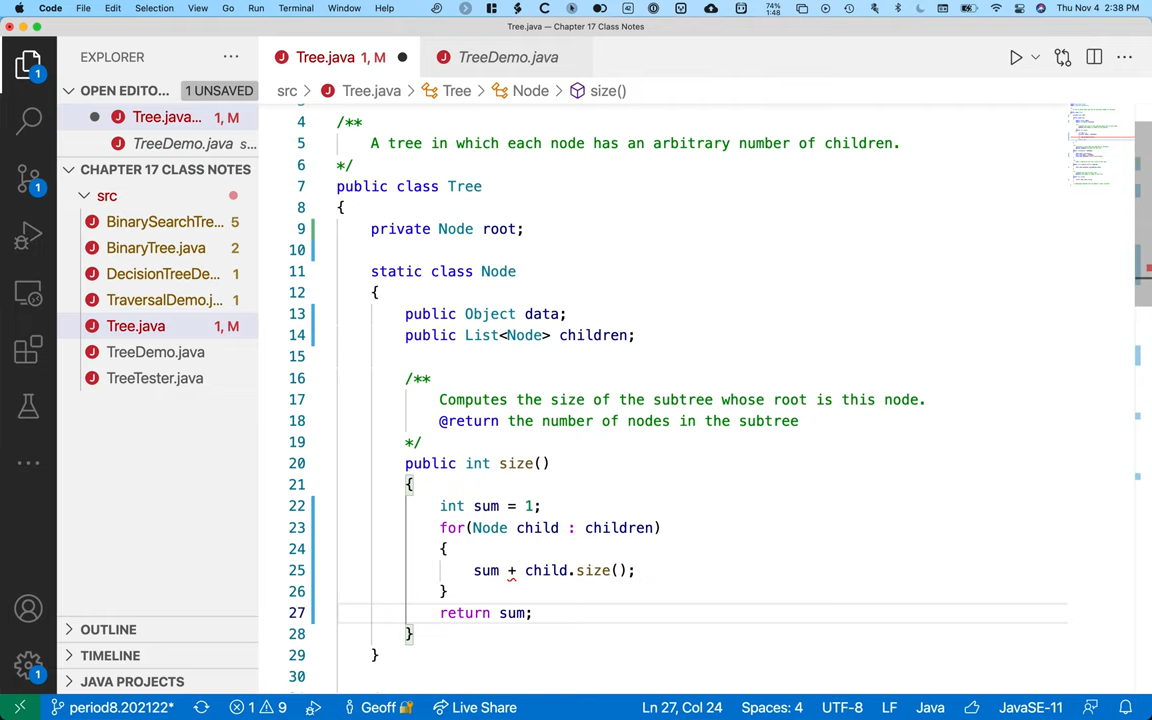 Code File Edit Selection View Go Run Terminal Window Help 74% 1:48 Thu Nov 4 2:38 PM
Tree.java — Chapter 17 Class Notes
EXPLORER
Tree.java 1, M
TreeDemo.java
OPEN EDITO... 1 UNSAVED
src > Tree.java > Tree > Node > size()
Tree.java... 1, M
TreeDemo.java s...
CHAPTER 17 CLASS NOTES
src
BinarySearchTre... 5
BinaryTree.java 2
DecisionTreeDe... 1
TraversalDemo.j... 1
Tree.java 1, M
TreeDemo.java
TreeTester.java
OUTLINE
TIMELINE
JAVA PROJECTS
4 /**
5 A tree in which each node has an arbitrary number of children.
6 */
7 public class Tree
8 {
9 private Node root;
10
11 static class Node
12 {
13 public Object data;
14 public List<Node> children;
15
16 /**
17 Computes the size of the subtree whose root is this node.
18 @return the number of nodes in the subtree
19 */
20 public int size()
21 {
22 int sum = 1;
23 for(Node child : children)
24 {
25 sum + child.size();
26 }
27 return sum;
28 }
29 }
30
1
1
1
period8.202122* 1 9 Geoff Live Share Ln 27, Col 24 Spaces: 4 UTF-8 LF Java JavaSE-11